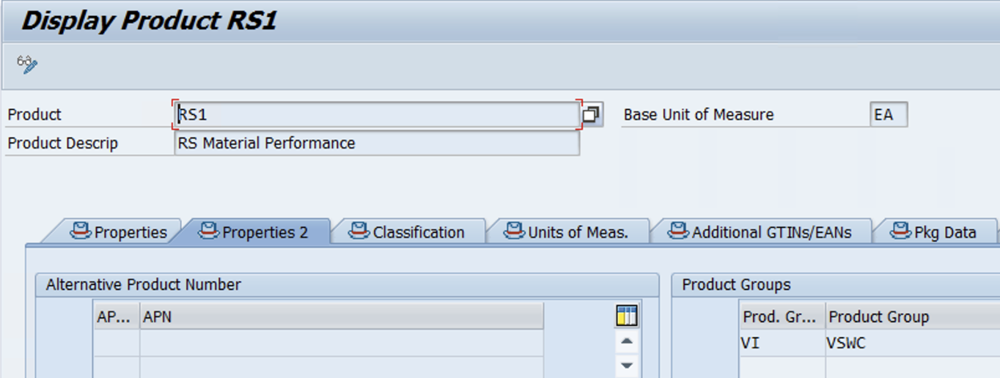 Display Product RS1
Product RS1 Base Unit of Measure EA
Product Descrip RS Material Performance
Properties Properties 2 Classification Units of Meas. Additional GTINs/EANs Pkg Data
Alternative Product Number Product Groups
AP... APN Prod. Gr... Product Group
VI VSWC